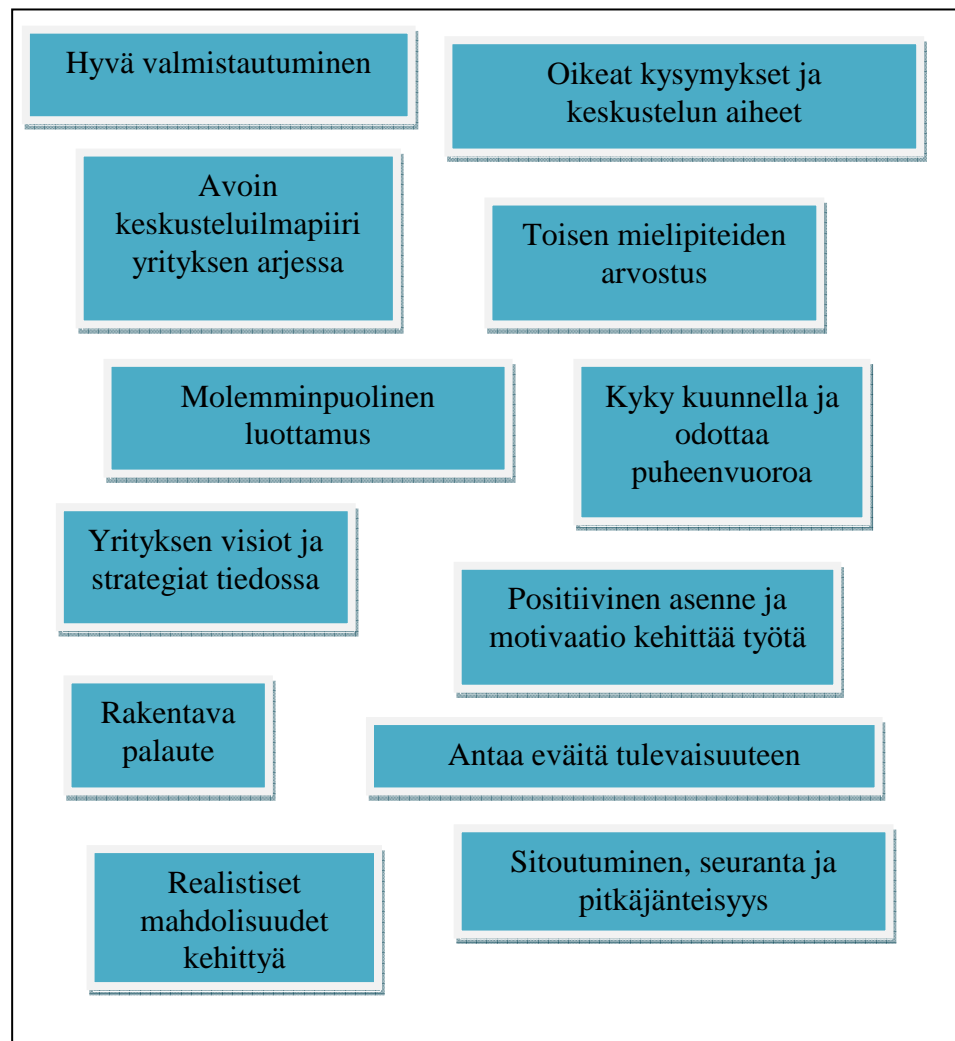 Hyvä valmistautuminen
Oikeat kysymykset ja
keskustelun aiheet
Avoin
keskusteluilmapiiri
yrityksen arjessa
Toisen mielipiteiden
arvostus
Molemminpuolinen
luottamus
Kyky kuunnella ja
odottaa
puheenvuoroa
Yrityksen visiot ja
strategiat tiedossa
Positiivinen asenne ja
motivaatio kehittää työtä
Rakentava
palaute
Antaa eväitä tulevaisuuteen
Sitoutuminen, seuranta ja
pitkäjänteisyys
Realistiset
mahdolisuudet
kehittyä